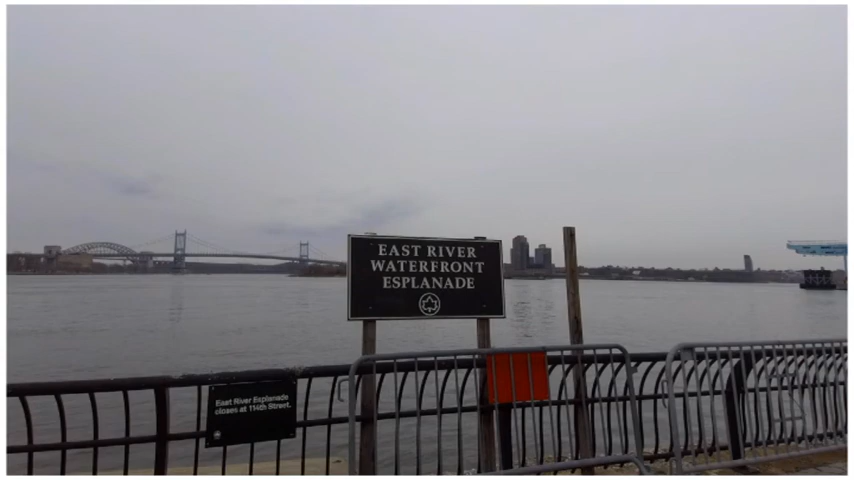 EAST RIVER
WATERFRONT
ESPLANADE
East River Esplanade
closes at 114th Street.